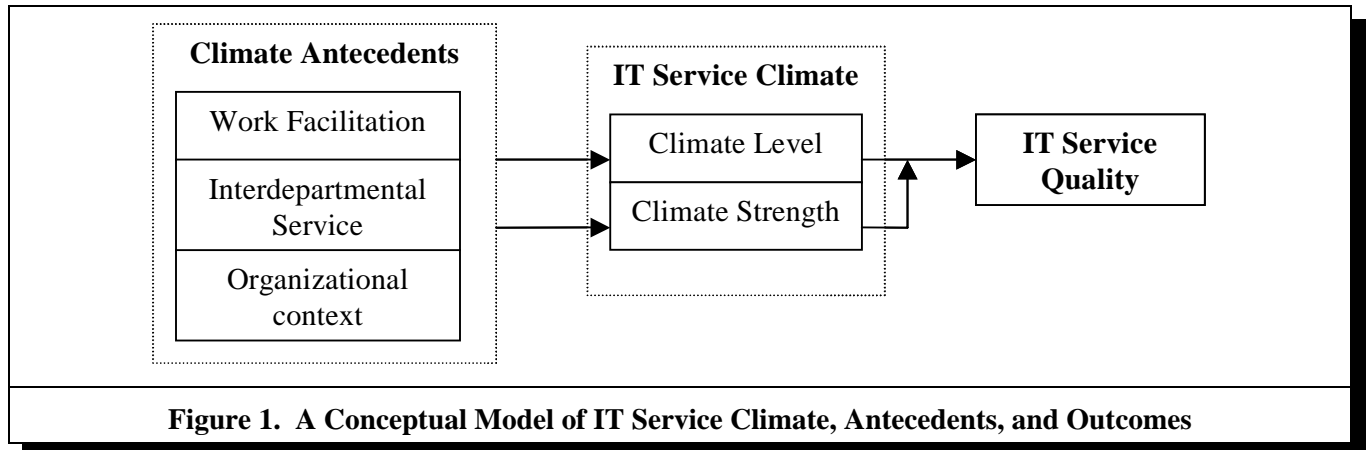 Climate Antecedents
Work Facilitation
Interdepartmental
Service
Organizational
context
IT Service Climate
Climate Level
Climate Strength
IT Service
Quality
Figure 1. A Conceptual Model of IT Service Climate, Antecedents, and Outcomes